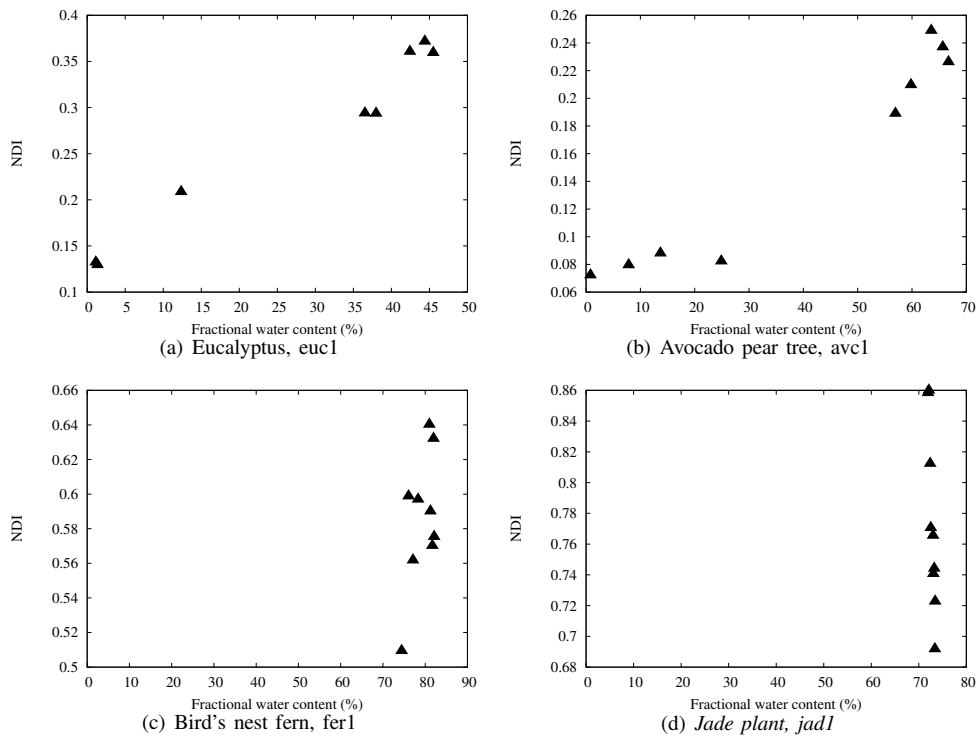 0.4
0.35
0.3
0.25
0.2
0.15
0.1
NDI
0 5 10 15 20 25 30 35 40 45 50
Fractional water content (%)
(a) Eucalyptus, euc1
0.26
0.24
0.22
0.2
0.18
0.16
0.14
0.12
0.1
0.08
0.06
NDI
0 10 20 30 40 50 60 70
Fractional water content (%)
(b) Avocado pear tree, avc1
0.66
0.64
0.62
0.6
0.58
0.56
0.54
0.52
0.5
NDI
0 10 20 30 40 50 60 70 80 90
Fractional water content (%)
(c) Bird's nest fern, fer1
0.86
0.84
0.82
0.8
0.78
0.76
0.74
0.72
0.7
0.68
NDI
0 10 20 30 40 50 60 70 80
Fractional water content (%)
(d) Jade plant, jad1